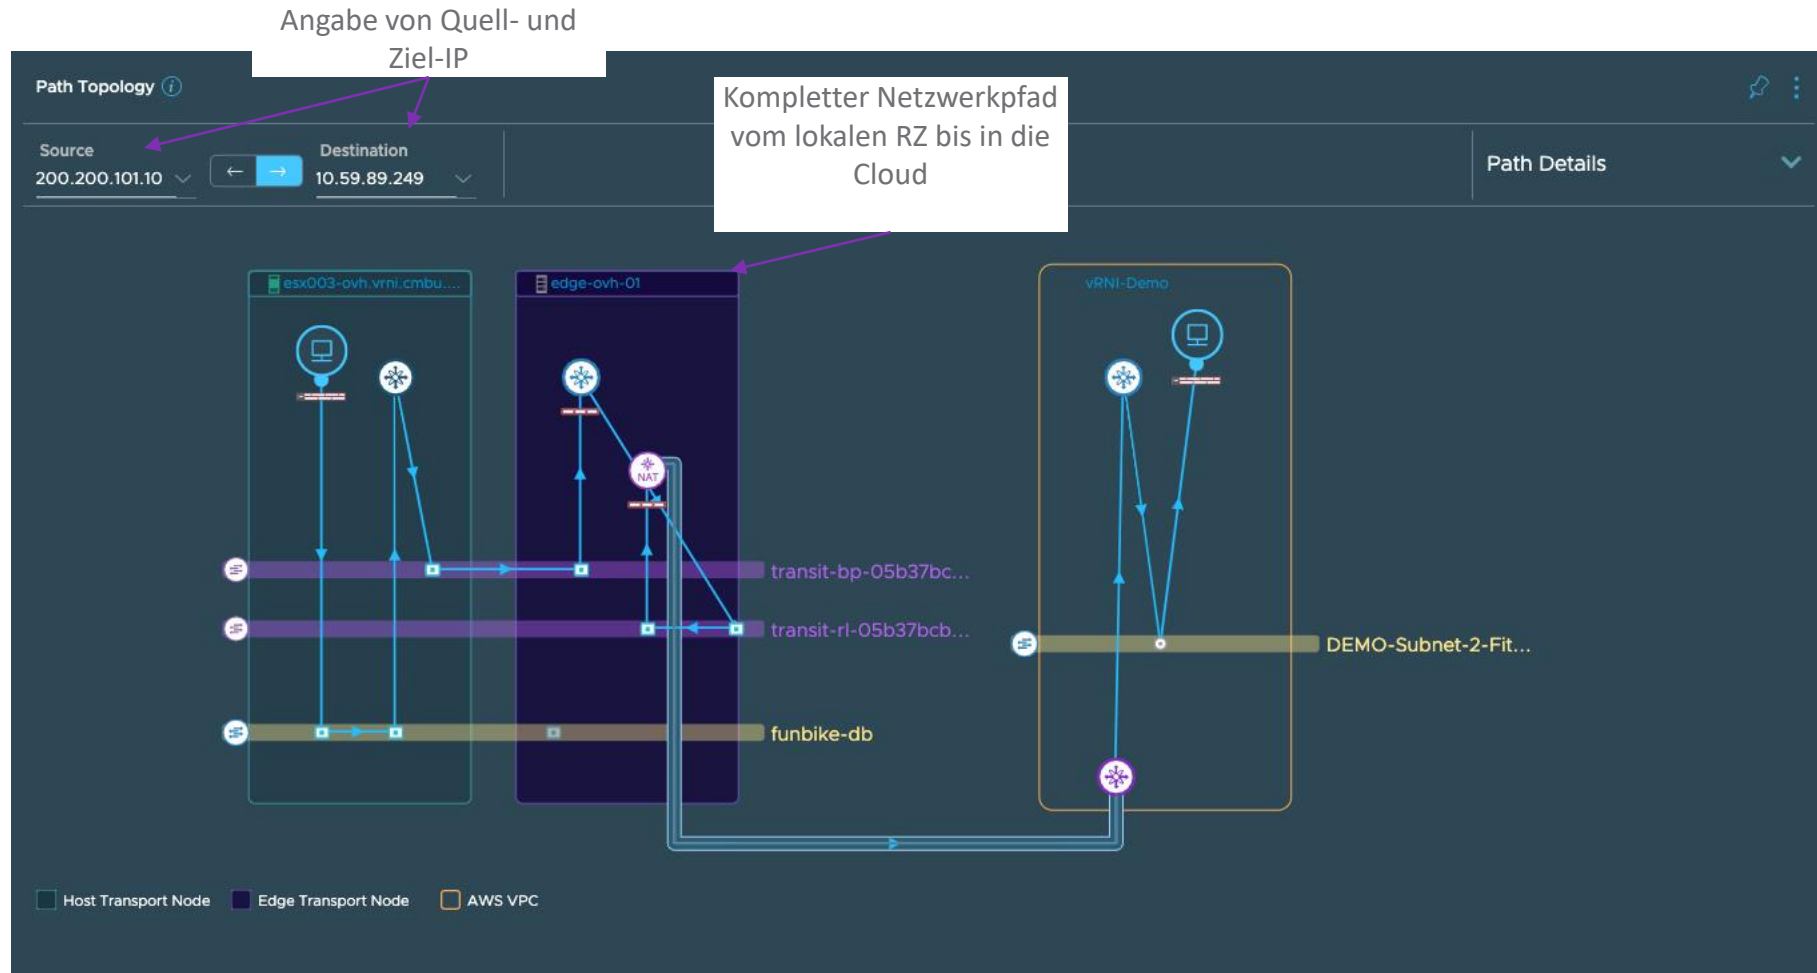 Angabe von Quell- und
Ziel-IP
Path Topology
Kompletter Netzwerkpfad
vom lokalen RZ bis in die
Cloud
Source
200.200.101.10
Destination
10.59.89.249
Path Details
esx003-ovh.vrni.cmbu....
edge-ovh-01
vRNI-Demo
NAT
transit-bp-05b37bc...
transit-rl-05b37bcb...
DEMO-Subnet-2-Fit...
funbike-db
Host Transport Node
Edge Transport Node
AWS VPC